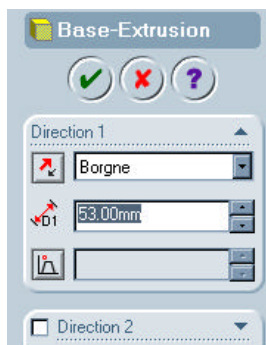 Base-Extrusion
?
Direction 1
Borgne
D1
53.00mm
Direction 2